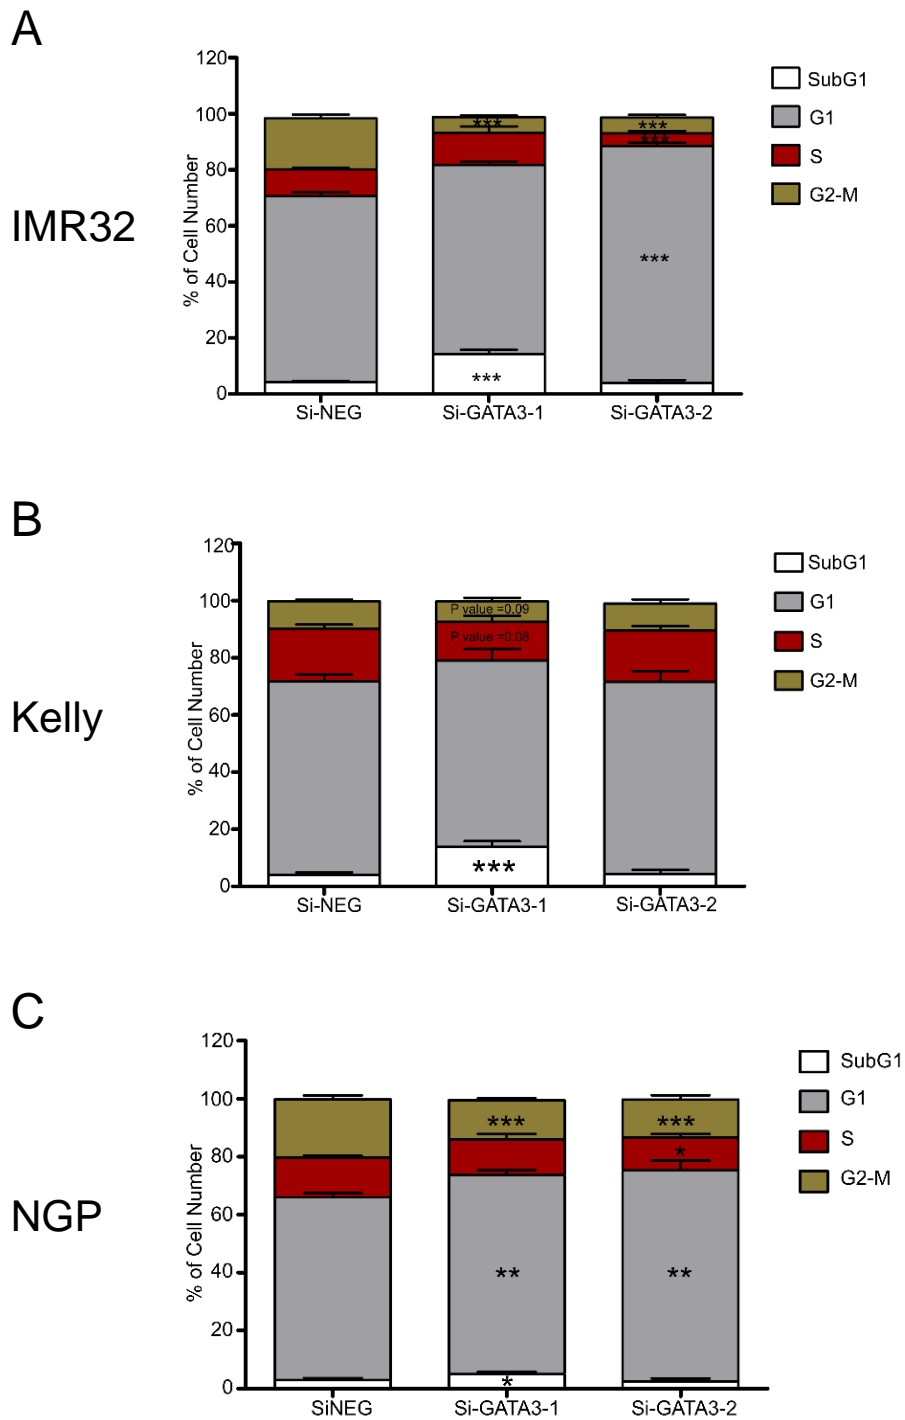 A
IMR32
% of Cell Number
120
100
80
60
40
20
0
***
***
***
***
***
Si-NEG
Si-GATA3-1
Si-GATA3-2
SubG1
G1
S
G2-M
B
Kelly
% of Cell Number
120
100
80
60
40
20
0
P value =0.09
P value =0.08
***
Si-NEG
Si-GATA3-1
Si-GATA3-2
SubG1
G1
S
G2-M
C
NGP
% of Cell Number
120
100
80
60
40
20
0
***
***
*
**
**
*
SiNEG
Si-GATA3-1
Si-GATA3-2
SubG1
G1
S
G2-M